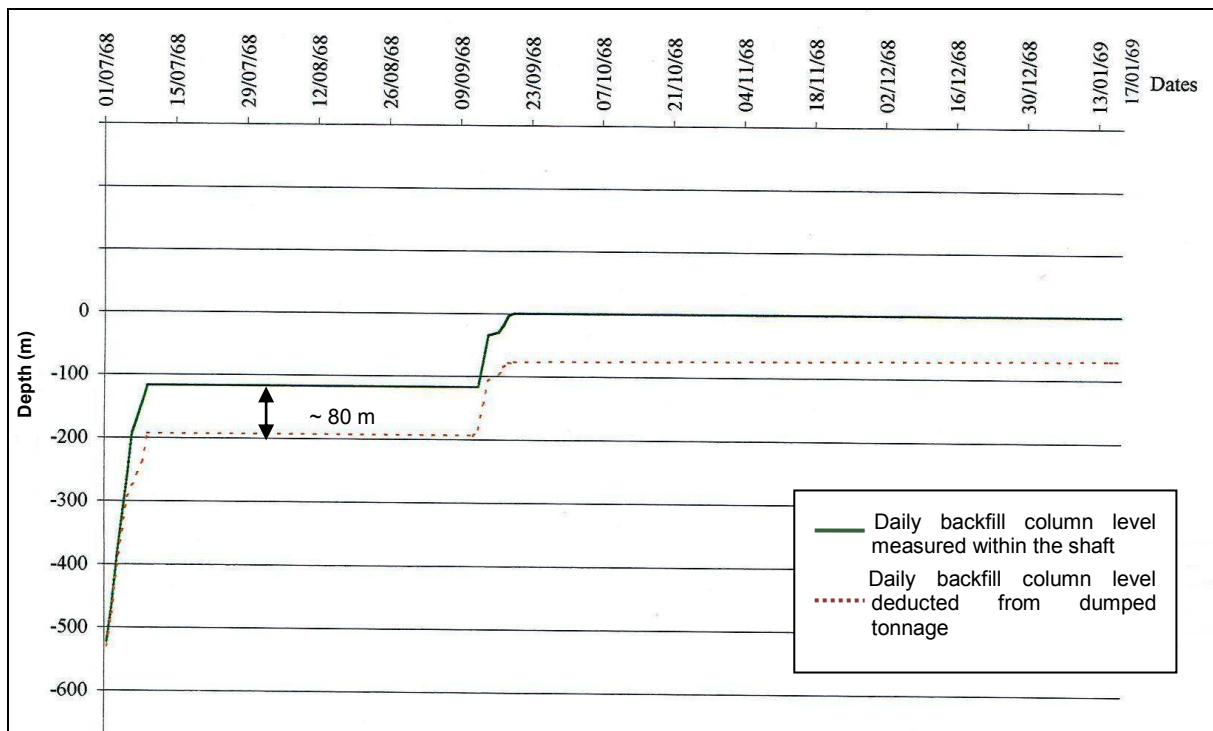 01/07/68
15/07/68
29/07/68
12/08/68
26/08/68
09/09/68
23/09/68
07/10/68
21/10/68
04/11/68
18/11/68
02/12/68
16/12/68
30/12/68
13/01/69
17/01/69
Dates
Depth (m)
0
-100
-200
-300
-400
-500
-600
~ 80 m
Daily backfill column level
measured within the shaft
Daily backfill column level
deducted from dumped
tonnage